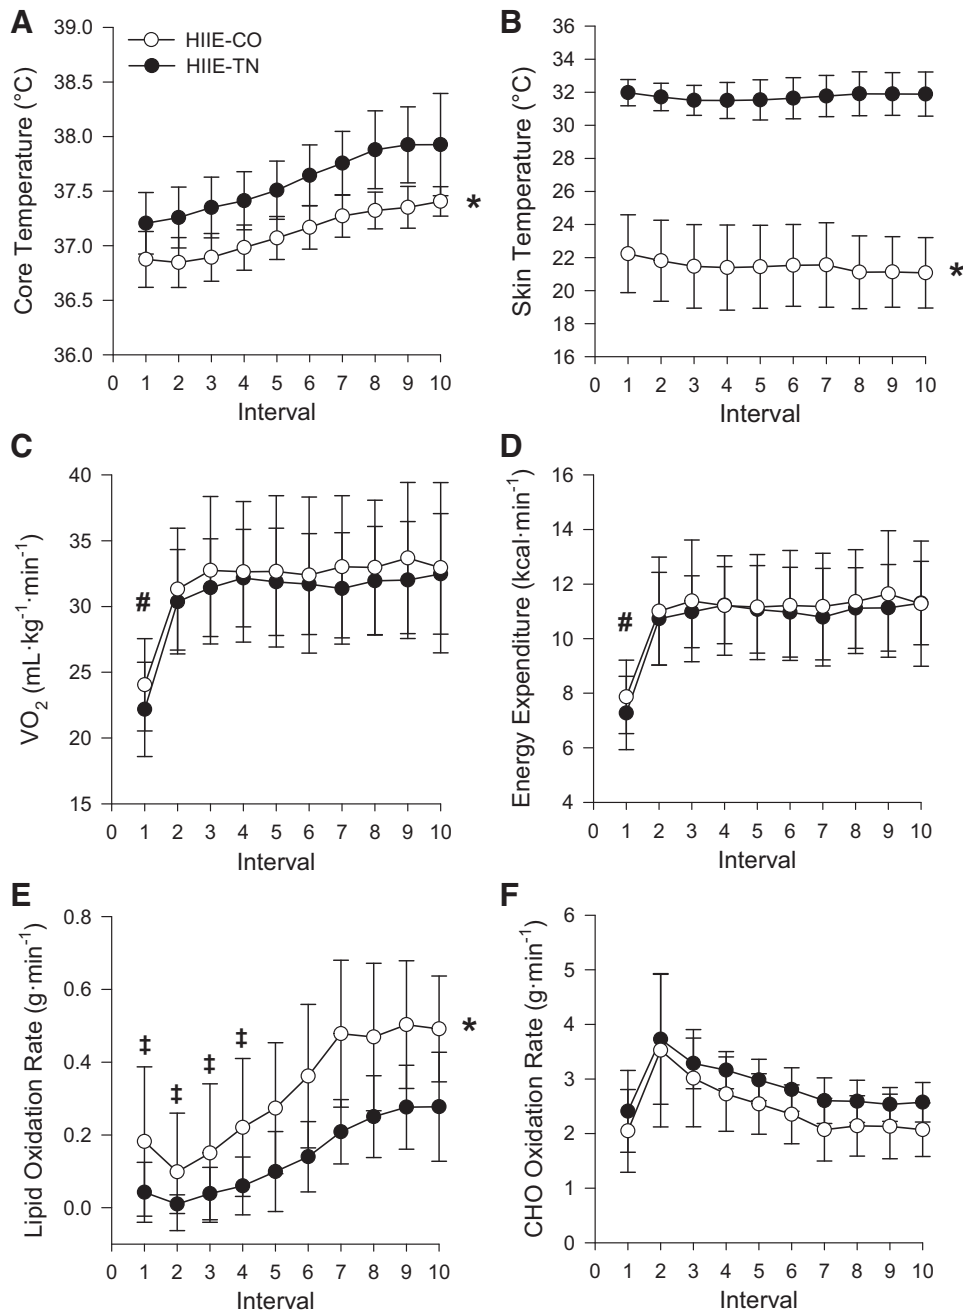 A
HIIE-CO
HIIE-TN
Core Temperature (°C)
39.0
38.5
38.0
37.5
37.0
36.5
36.0
*
0 1 2 3 4 5 6 7 8 9 10
Interval
B
Skin Temperature (°C)
36
34
32
30
28
26
24
22
20
18
16
*
0 1 2 3 4 5 6 7 8 9 10
Interval
C
VO₂ (mL·kg⁻¹·min⁻¹)
40
35
30
25
20
15
#
0 1 2 3 4 5 6 7 8 9 10
Interval
D
Energy Expenditure (kcal·min⁻¹)
16
14
12
10
8
6
4
#
0 1 2 3 4 5 6 7 8 9 10
Interval
E
Lipid Oxidation Rate (g·min⁻¹)
0.8
0.6
0.4
0.2
0.0
‡ ‡ ‡ ‡
*
0 1 2 3 4 5 6 7 8 9 10
Interval
F
CHO Oxidation Rate (g·min⁻¹)
6
5
4
3
2
1
0
0 1 2 3 4 5 6 7 8 9 10
Interval